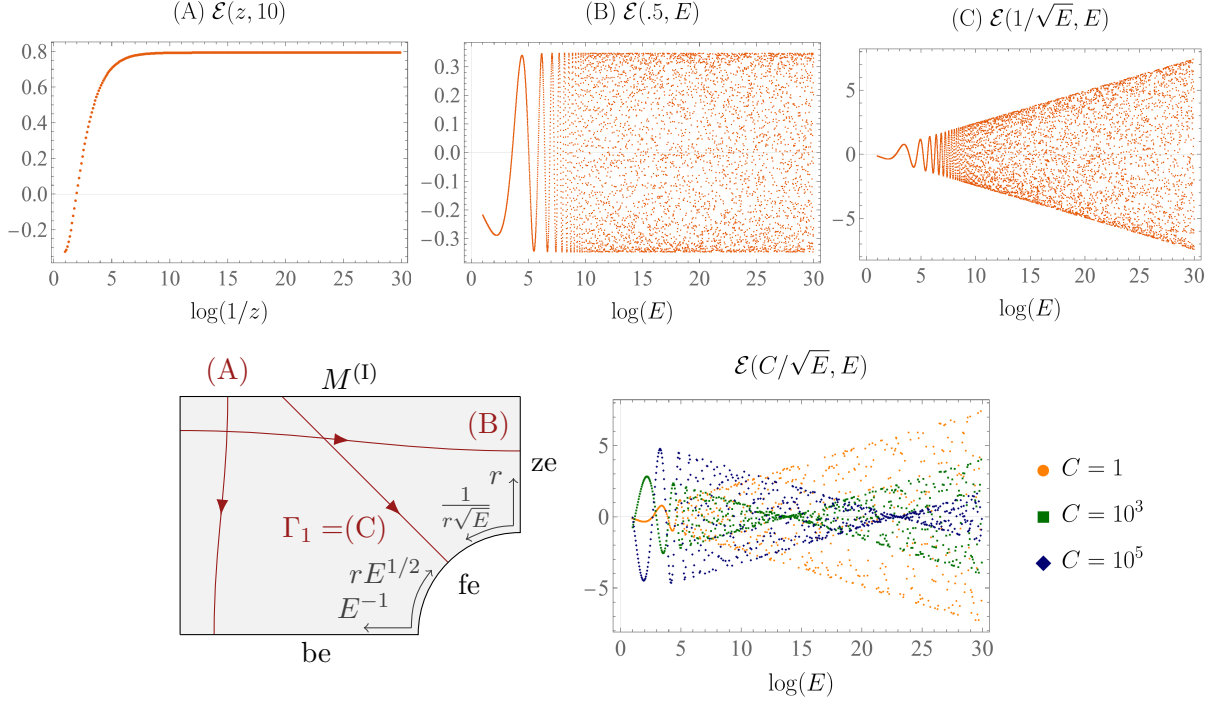 (A) ℰ(z, 10)
0.8
0.6
0.4
0.2
0.0
−0.2
0 5 10 15 20 25 30
log(1/z)
(B) ℰ(.5, E)
0.3
0.2
0.1
0.0
−0.1
−0.2
−0.3
0 5 10 15 20 25 30
log(E)
(C) ℰ(1/√E, E)
5
0
−5
0 5 10 15 20 25 30
log(E)
(A)
M^(I)
(B)
ze
r
1/(r√E)
Γ₁ =(C)
rE^{1/2}
fe
E^{−1}
be
ℰ(C/√E, E)
5
0
−5
0 5 10 15 20 25 30
log(E)
C = 1
C = 10³
C = 10⁵